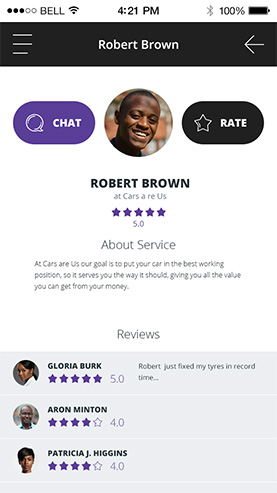 BELL 4:21 PM 100%
Robert Brown
CHAT RATE
ROBERT BROWN
at Cars a re Us
5.0
About Service
At Cars are Us our goal is to put your car in the best working
position, so it serves you the way it should, giving you all the value
you can get from your money.
Reviews
GLORIA BURK
5.0
Robert just fixed my tyres in record
time...
ARON MINTON
4.0
PATRICIA J. HIGGINS
4.0